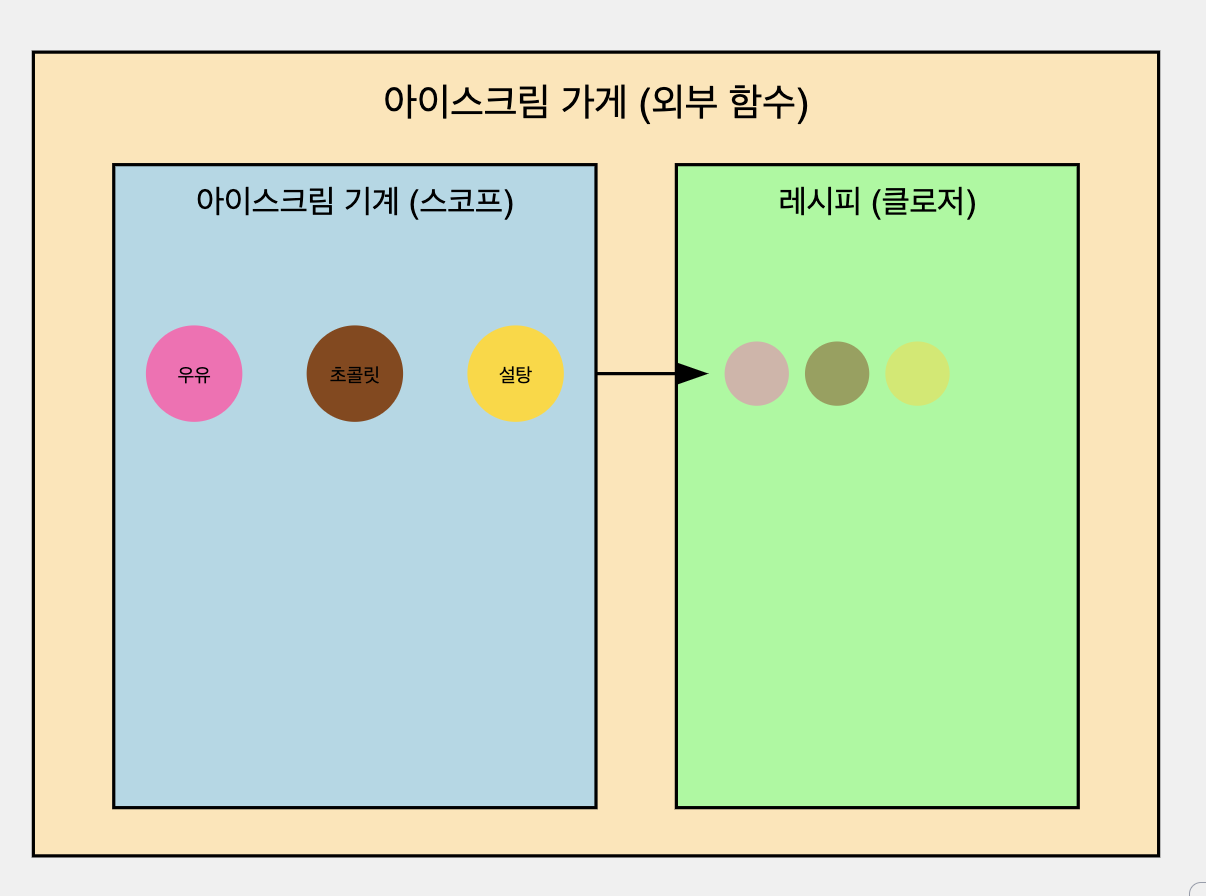 아이스크림 가게 (외부 함수)
아이스크림 기계 (스코프)
레시피 (클로저)
우유
초콜릿
설탕